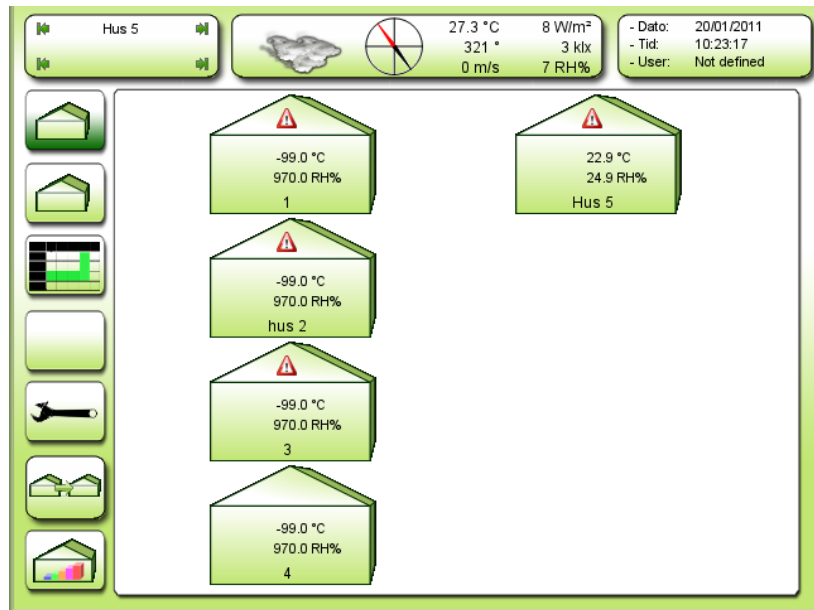 Hus 5
27.3 °C 8 W/m²
321 ° 3 klx
0 m/s 7 RH%
- Dato: 20/01/2011
- Tid: 10:23:17
- User: Not defined
-99.0 °C
970.0 RH%
1
22.9 °C
24.9 RH%
Hus 5
-99.0 °C
970.0 RH%
hus 2
-99.0 °C
970.0 RH%
3
-99.0 °C
970.0 RH%
4